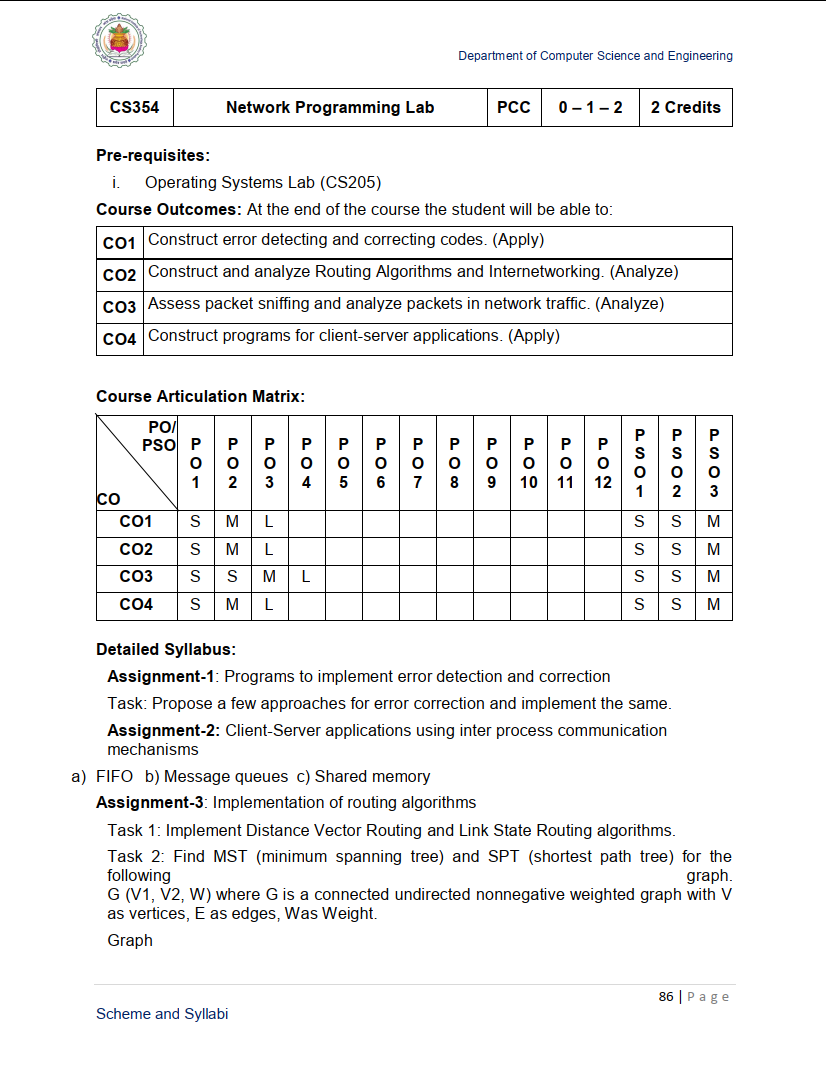 Department of Computer Science and Engineering
CS354 Network Programming Lab PCC 0 – 1 – 2 2 Credits
Pre-requisites:
i. Operating Systems Lab (CS205)
Course Outcomes: At the end of the course the student will be able to:
CO1 Construct error detecting and correcting codes. (Apply)
CO2 Construct and analyze Routing Algorithms and Internetworking. (Analyze)
CO3 Assess packet sniffing and analyze packets in network traffic. (Analyze)
CO4 Construct programs for client-server applications. (Apply)
Course Articulation Matrix:
PO/PSO CO PO1 PO2 PO3 PO4 PO5 PO6 PO7 PO8 PO9 PO10 PO11 PO12 PSO1 PSO2 PSO3
CO1 S M L S S M
CO2 S M L S S M
CO3 S S M L S S M
CO4 S M L S S M
Detailed Syllabus:
Assignment-1: Programs to implement error detection and correction
Task: Propose a few approaches for error correction and implement the same.
Assignment-2: Client-Server applications using inter process communication
mechanisms
a) FIFO b) Message queues c) Shared memory
Assignment-3: Implementation of routing algorithms
Task 1: Implement Distance Vector Routing and Link State Routing algorithms.
Task 2: Find MST (minimum spanning tree) and SPT (shortest path tree) for the
following graph.
G (V1, V2, W) where G is a connected undirected nonnegative weighted graph with V
as vertices, E as edges, Was Weight.
Graph
86 | Page
Scheme and Syllabi